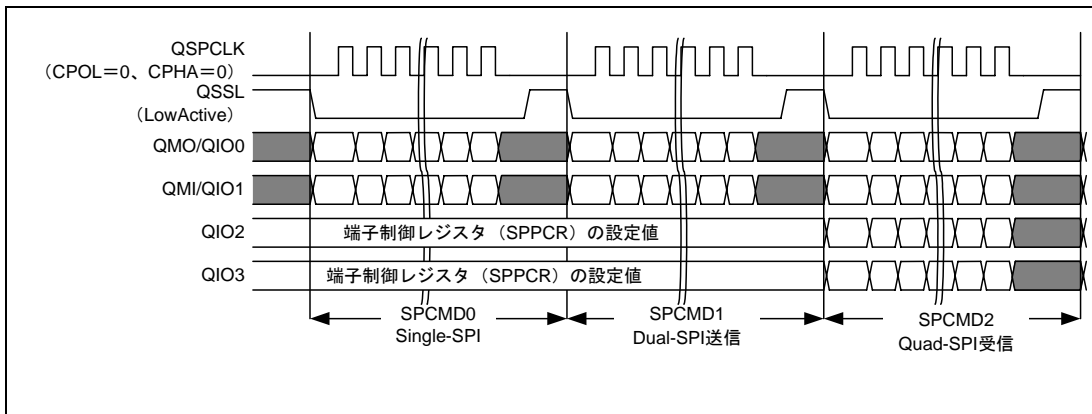 QSPCLK
（CPOL＝0、CPHA＝0）
QSSL
（LowActive）
QMO/QIO0
QMI/QIO1
QIO2
端子制御レジスタ（SPPCR）の設定値
QIO3
端子制御レジスタ（SPPCR）の設定値
SPCMD0
Single-SPI
SPCMD1
Dual-SPI送信
SPCMD2
Quad-SPI受信